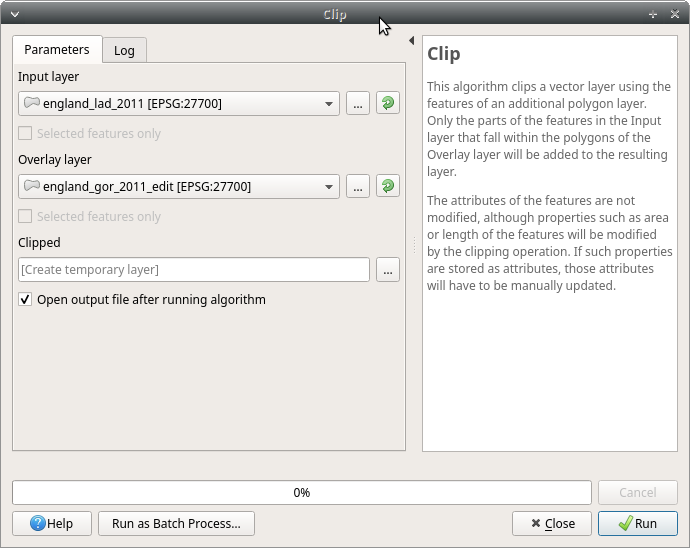 Clip
Parameters
Log
Input layer
england_lad_2011 [EPSG:27700]
...
Selected features only
Overlay layer
england_gor_2011_edit [EPSG:27700]
...
Selected features only
Clipped
[Create temporary layer]
...
Open output file after running algorithm
Clip
This algorithm clips a vector layer using the
features of an additional polygon layer.
Only the parts of the features in the Input
layer that fall within the polygons of the
Overlay layer will be added to the resulting
layer.
The attributes of the features are not
modified, although properties such as area
or length of the features will be modified
by the clipping operation. If such properties
are stored as attributes, those attributes
will have to be manually updated.
0%
Cancel
Help
Run as Batch Process...
Close
Run